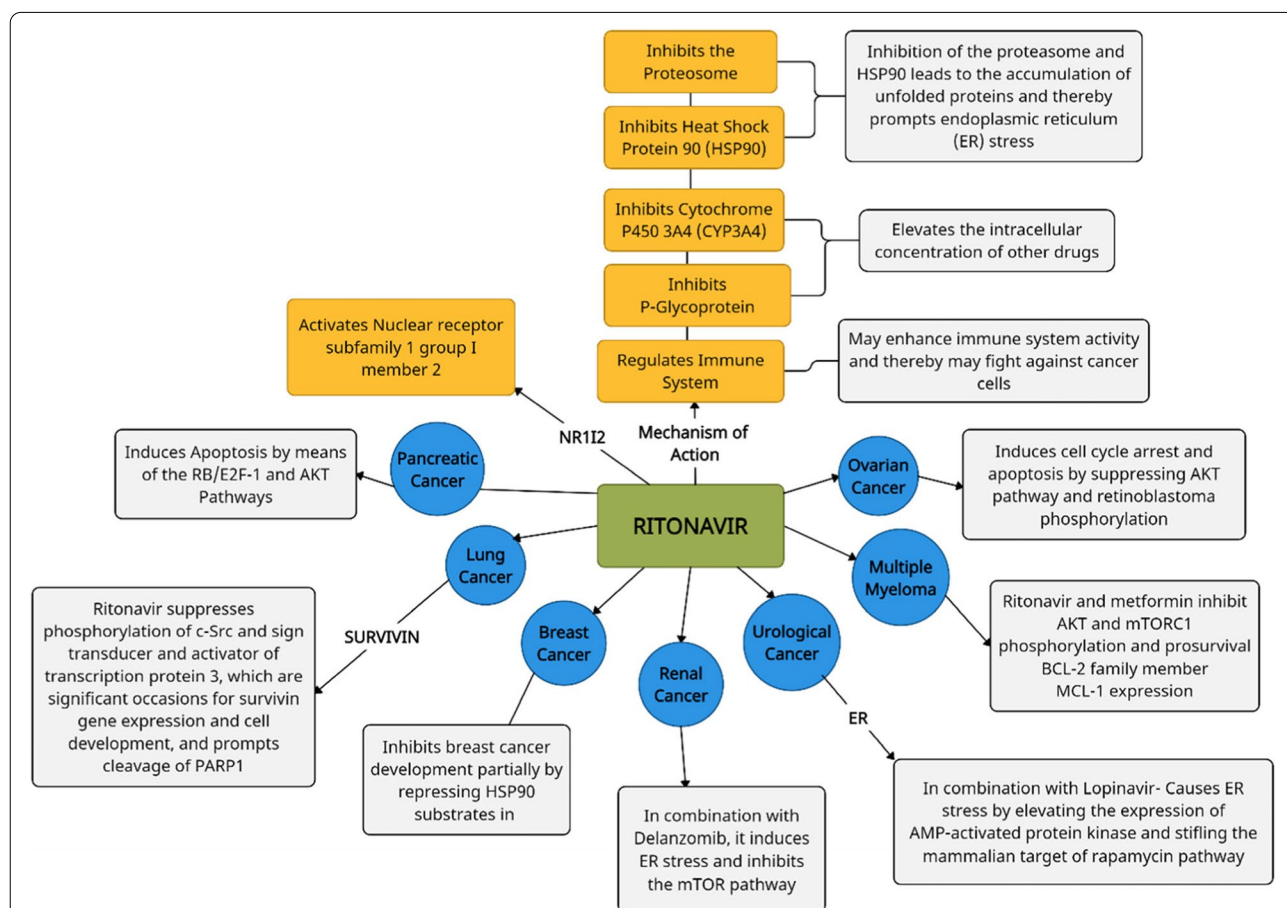 Inhibits the
Proteosome
Inhibition of the proteasome and
HSP90 leads to the accumulation of
unfolded proteins and thereby
prompts endoplasmic reticulum
(ER) stress
Inhibits Heat Shock
Protein 90 (HSP90)
Inhibits Cytochrome
P450 3A4 (CYP3A4)
Elevates the intracellular
concentration of other drugs
Inhibits
P-Glycoprotein
Activates Nuclear receptor
subfamily 1 group I
member 2
Regulates Immune
System
May enhance immune system activity
and thereby may fight against cancer
cells
NR1I2
Mechanism of
Action
Induces Apoptosis by means
of the RB/E2F-1 and AKT
Pathways
Pancreatic
Cancer
RITONAVIR
Ovarian
Cancer
Induces cell cycle arrest and
apoptosis by suppressing AKT
pathway and retinoblastoma
phosphorylation
Lung
Cancer
Multiple
Myeloma
Ritonavir suppresses
phosphorylation of c-Src and sign
transducer and activator of
transcription protein 3, which are
significant occasions for survivin
gene expression and cell
development, and prompts
cleavage of PARP1
SURVIVIN
Breast
Cancer
Renal
Cancer
Urological
Cancer
Ritonavir and metformin inhibit
AKT and mTORC1
phosphorylation and prosurvival
BCL-2 family member
MCL-1 expression
ER
Inhibits breast cancer
development partially by
repressing HSP90
substrates in
In combination with
Delanzomib, it induces
ER stress and inhibits
the mTOR pathway
In combination with Lopinavir- Causes ER
stress by elevating the expression of
AMP-activated protein kinase and stifling the
mammalian target of rapamycin pathway